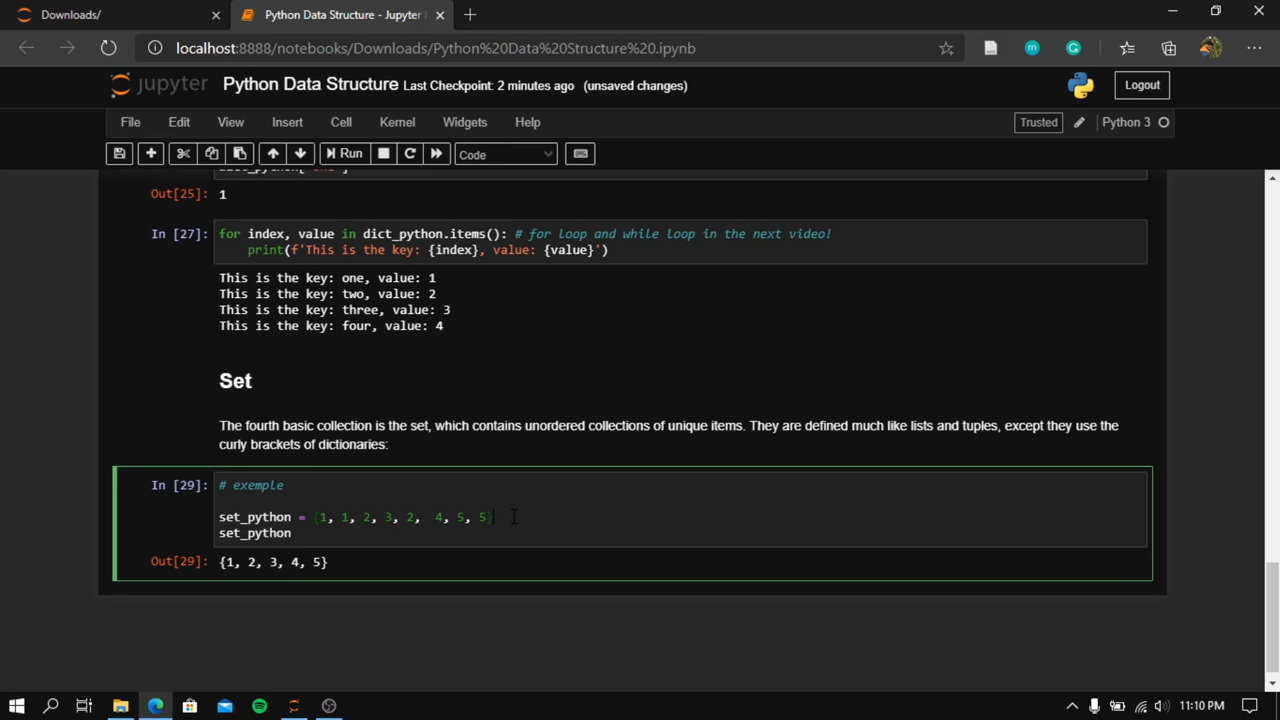 Downloads/
Python Data Structure - Jupyter
localhost:8888/notebooks/Downloads/Python%20Data%20Structure%20.ipynb
jupyter Python Data Structure Last Checkpoint: 2 minutes ago (unsaved changes)
Logout
File Edit View Insert Cell Kernel Widgets Help
Trusted
Python 3
Run
Code
Out[25]: 1
In [27]: for index, value in dict_python.items(): # for loop and while loop in the next video!
print(f'This is the key: {index}, value: {value}')
This is the key: one, value: 1
This is the key: two, value: 2
This is the key: three, value: 3
This is the key: four, value: 4
Set
The fourth basic collection is the set, which contains unordered collections of unique items. They are defined much like lists and tuples, except they use the
curly brackets of dictionaries:
In [29]: # exemple
set_python = {1, 1, 2, 3, 2,  4, 5, 5}
set_python
Out[29]: {1, 2, 3, 4, 5}
11:10 PM